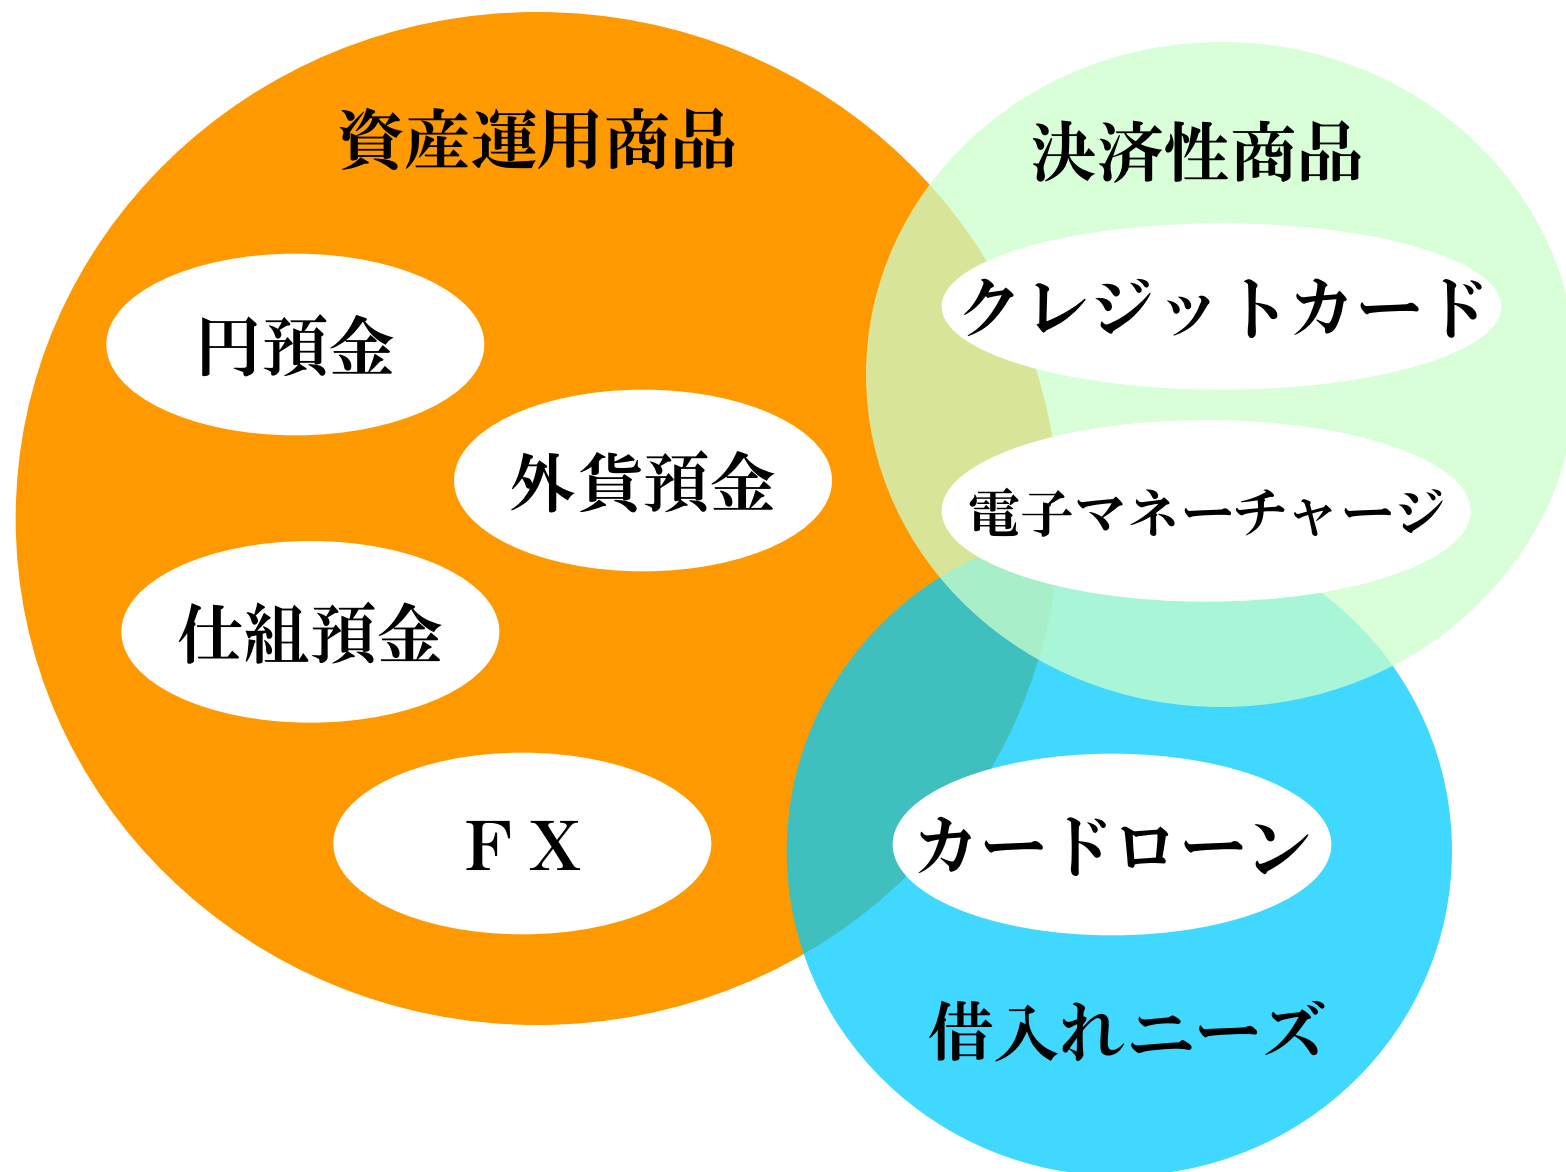 資産運用商品
円預金
外貨預金
仕組預金
ＦＸ
決済性商品
クレジットカード
電子マネーチャージ
カードローン
借入れニーズ